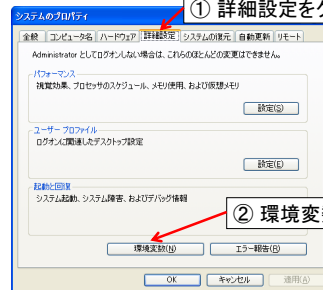 ① 詳細設定を
システムのプロパティ
全般 コンピュータ名 ハードウェア 詳細設定 システムの復元 自動更新 リモート
Administrator としてログオンしない場合は、これらのほとんどの変更はできません。
パフォーマンス
視覚効果、プロセッサのスケジュール、メモリ使用、および仮想メモリ
設定(S)
ユーザー プロファイル
ログオンに関連したデスクトップ設定
設定(E)
起動と回復
システム起動、システム障害、およびデバッグ情報
② 環境変
環境変数(N) エラー報告(R)
OK キャンセル 適用(A)